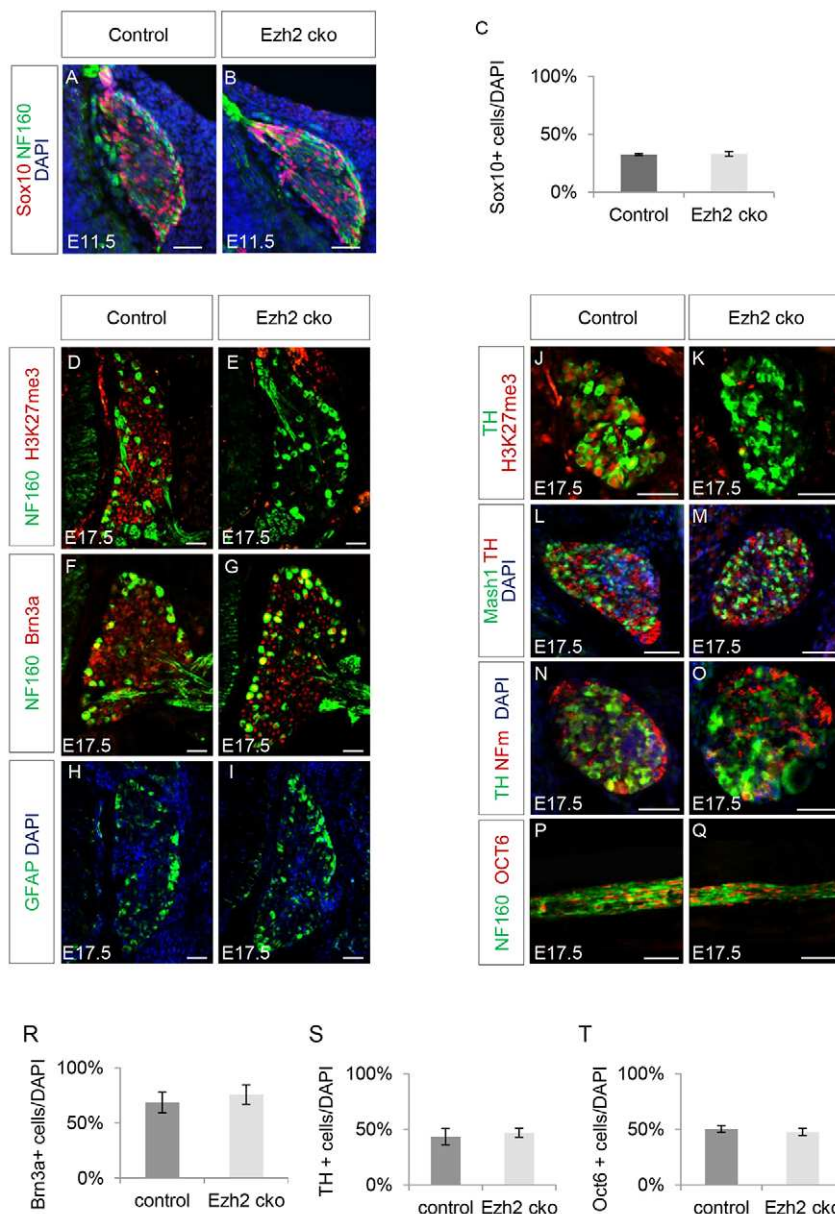 Control
Ezh2 cko
C
Sox10 NF160
DAPI
A
E11.5
B
E11.5
Sox10+ cells/DAPI
100%
50%
0%
Control
Ezh2 cko
Control
Ezh2 cko
NF160 H3K27me3
D
E17.5
E
E17.5
NF160 Brn3a
F
E17.5
G
E17.5
GFAP DAPI
H
E17.5
I
E17.5
Control
Ezh2 cko
TH
H3K27me3
J
E17.5
K
E17.5
Mash1 TH
DAPI
L
E17.5
M
E17.5
TH NFm DAPI
N
E17.5
O
E17.5
NF160 OCT6
P
E17.5
Q
E17.5
R
Brn3a+ cells/DAPI
100%
50%
0%
control
Ezh2 cko
S
TH + cells/DAPI
100%
50%
0%
control
Ezh2 cko
T
Oct6 + cells/DAPI
100%
50%
0%
control
Ezh2 cko